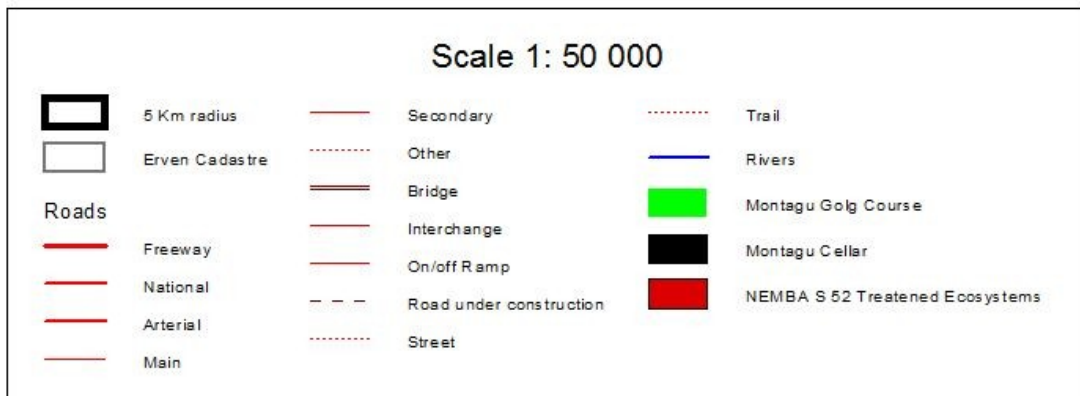 Scale 1: 50 000
5 Km radius
Erven Cadastre
Roads
Freeway
National
Arterial
Main
Secondary
Other
Bridge
Interchange
On/off Ramp
Road under construction
Street
Trail
Rivers
Montagu Golg Course
Montagu Cellar
NEMBA S 52 Treatened Ecosystems